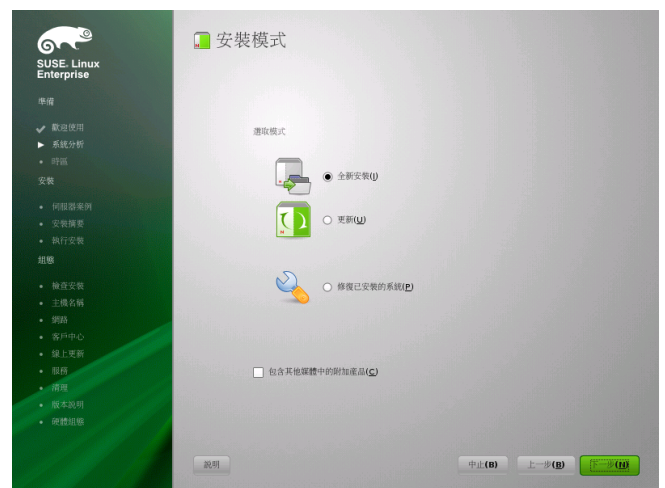 SUSE. Linux
Enterprise
準備
歡迎使用
系統分析
時區
安裝
伺服器案例
安裝摘要
執行安裝
組態
檢查安裝
主機名稱
網路
客戶中心
線上更新
服務
清理
版本說明
硬體組態
安裝模式
選取模式
全新安裝(I)
更新(U)
修復已安裝的系統(P)
包含其他媒體中的附加產品(C)
說明
中止(B)
上一步(B)
下一步(N)